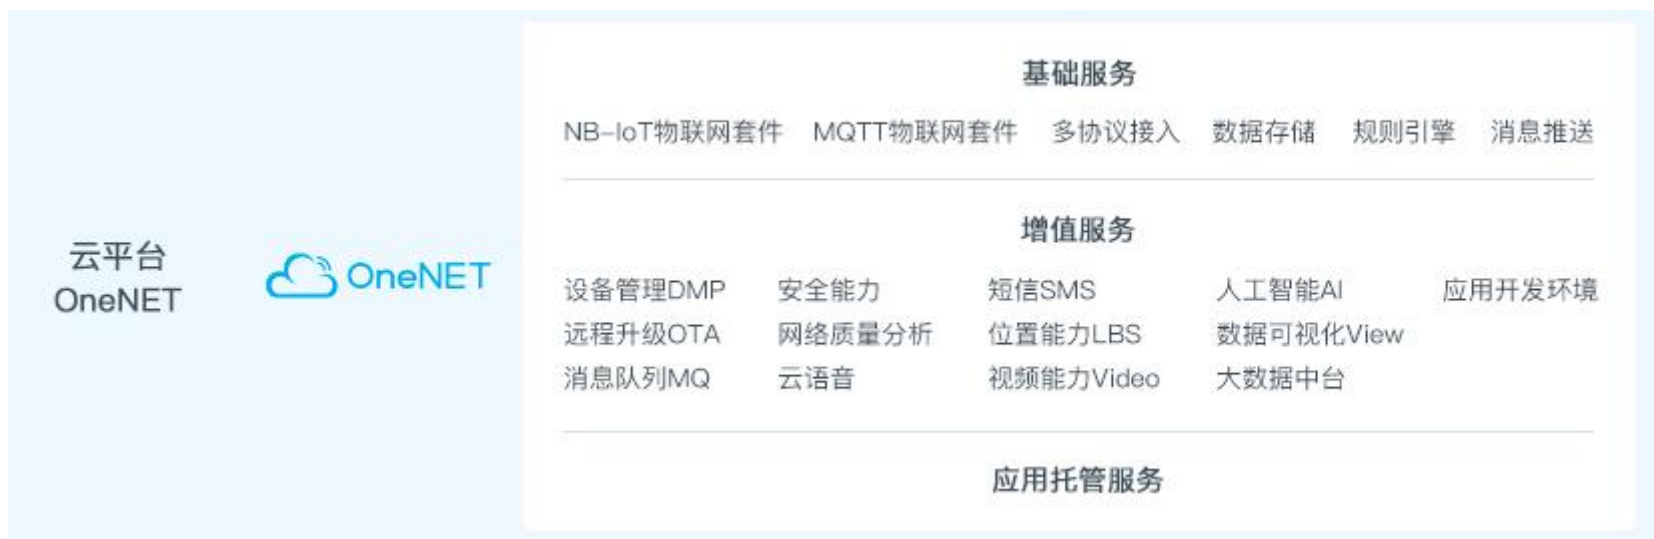 云平台
OneNET
OneNET
基础服务
NB-IoT物联网套件 MQTT物联网套件 多协议接入 数据存储 规则引擎 消息推送
增值服务
设备管理DMP 安全能力 短信SMS 人工智能AI 应用开发环境
远程升级OTA 网络质量分析 位置能力LBS 数据可视化View
消息队列MQ 云语音 视频能力Video 大数据中台
应用托管服务